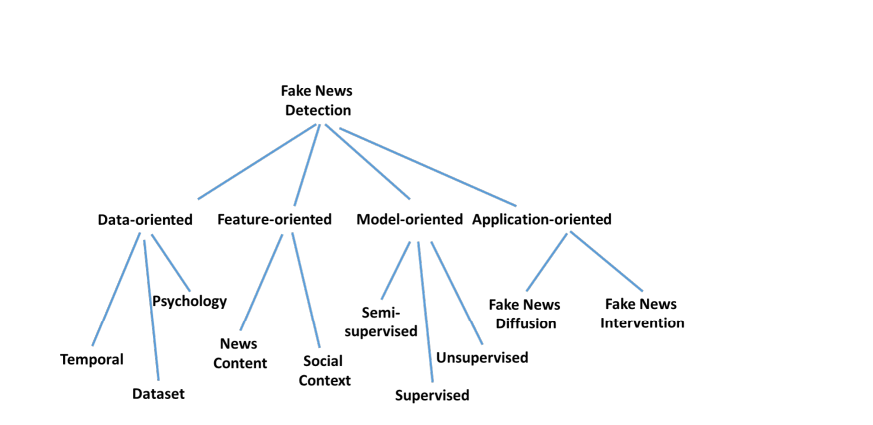 Fake News
Detection
Data-oriented
Feature-oriented
Model-oriented
Application-oriented
Psychology
Temporal
Dataset
News
Content
Social
Context
Semi-
supervised
Unsupervised
Supervised
Fake News
Diffusion
Fake News
Intervention